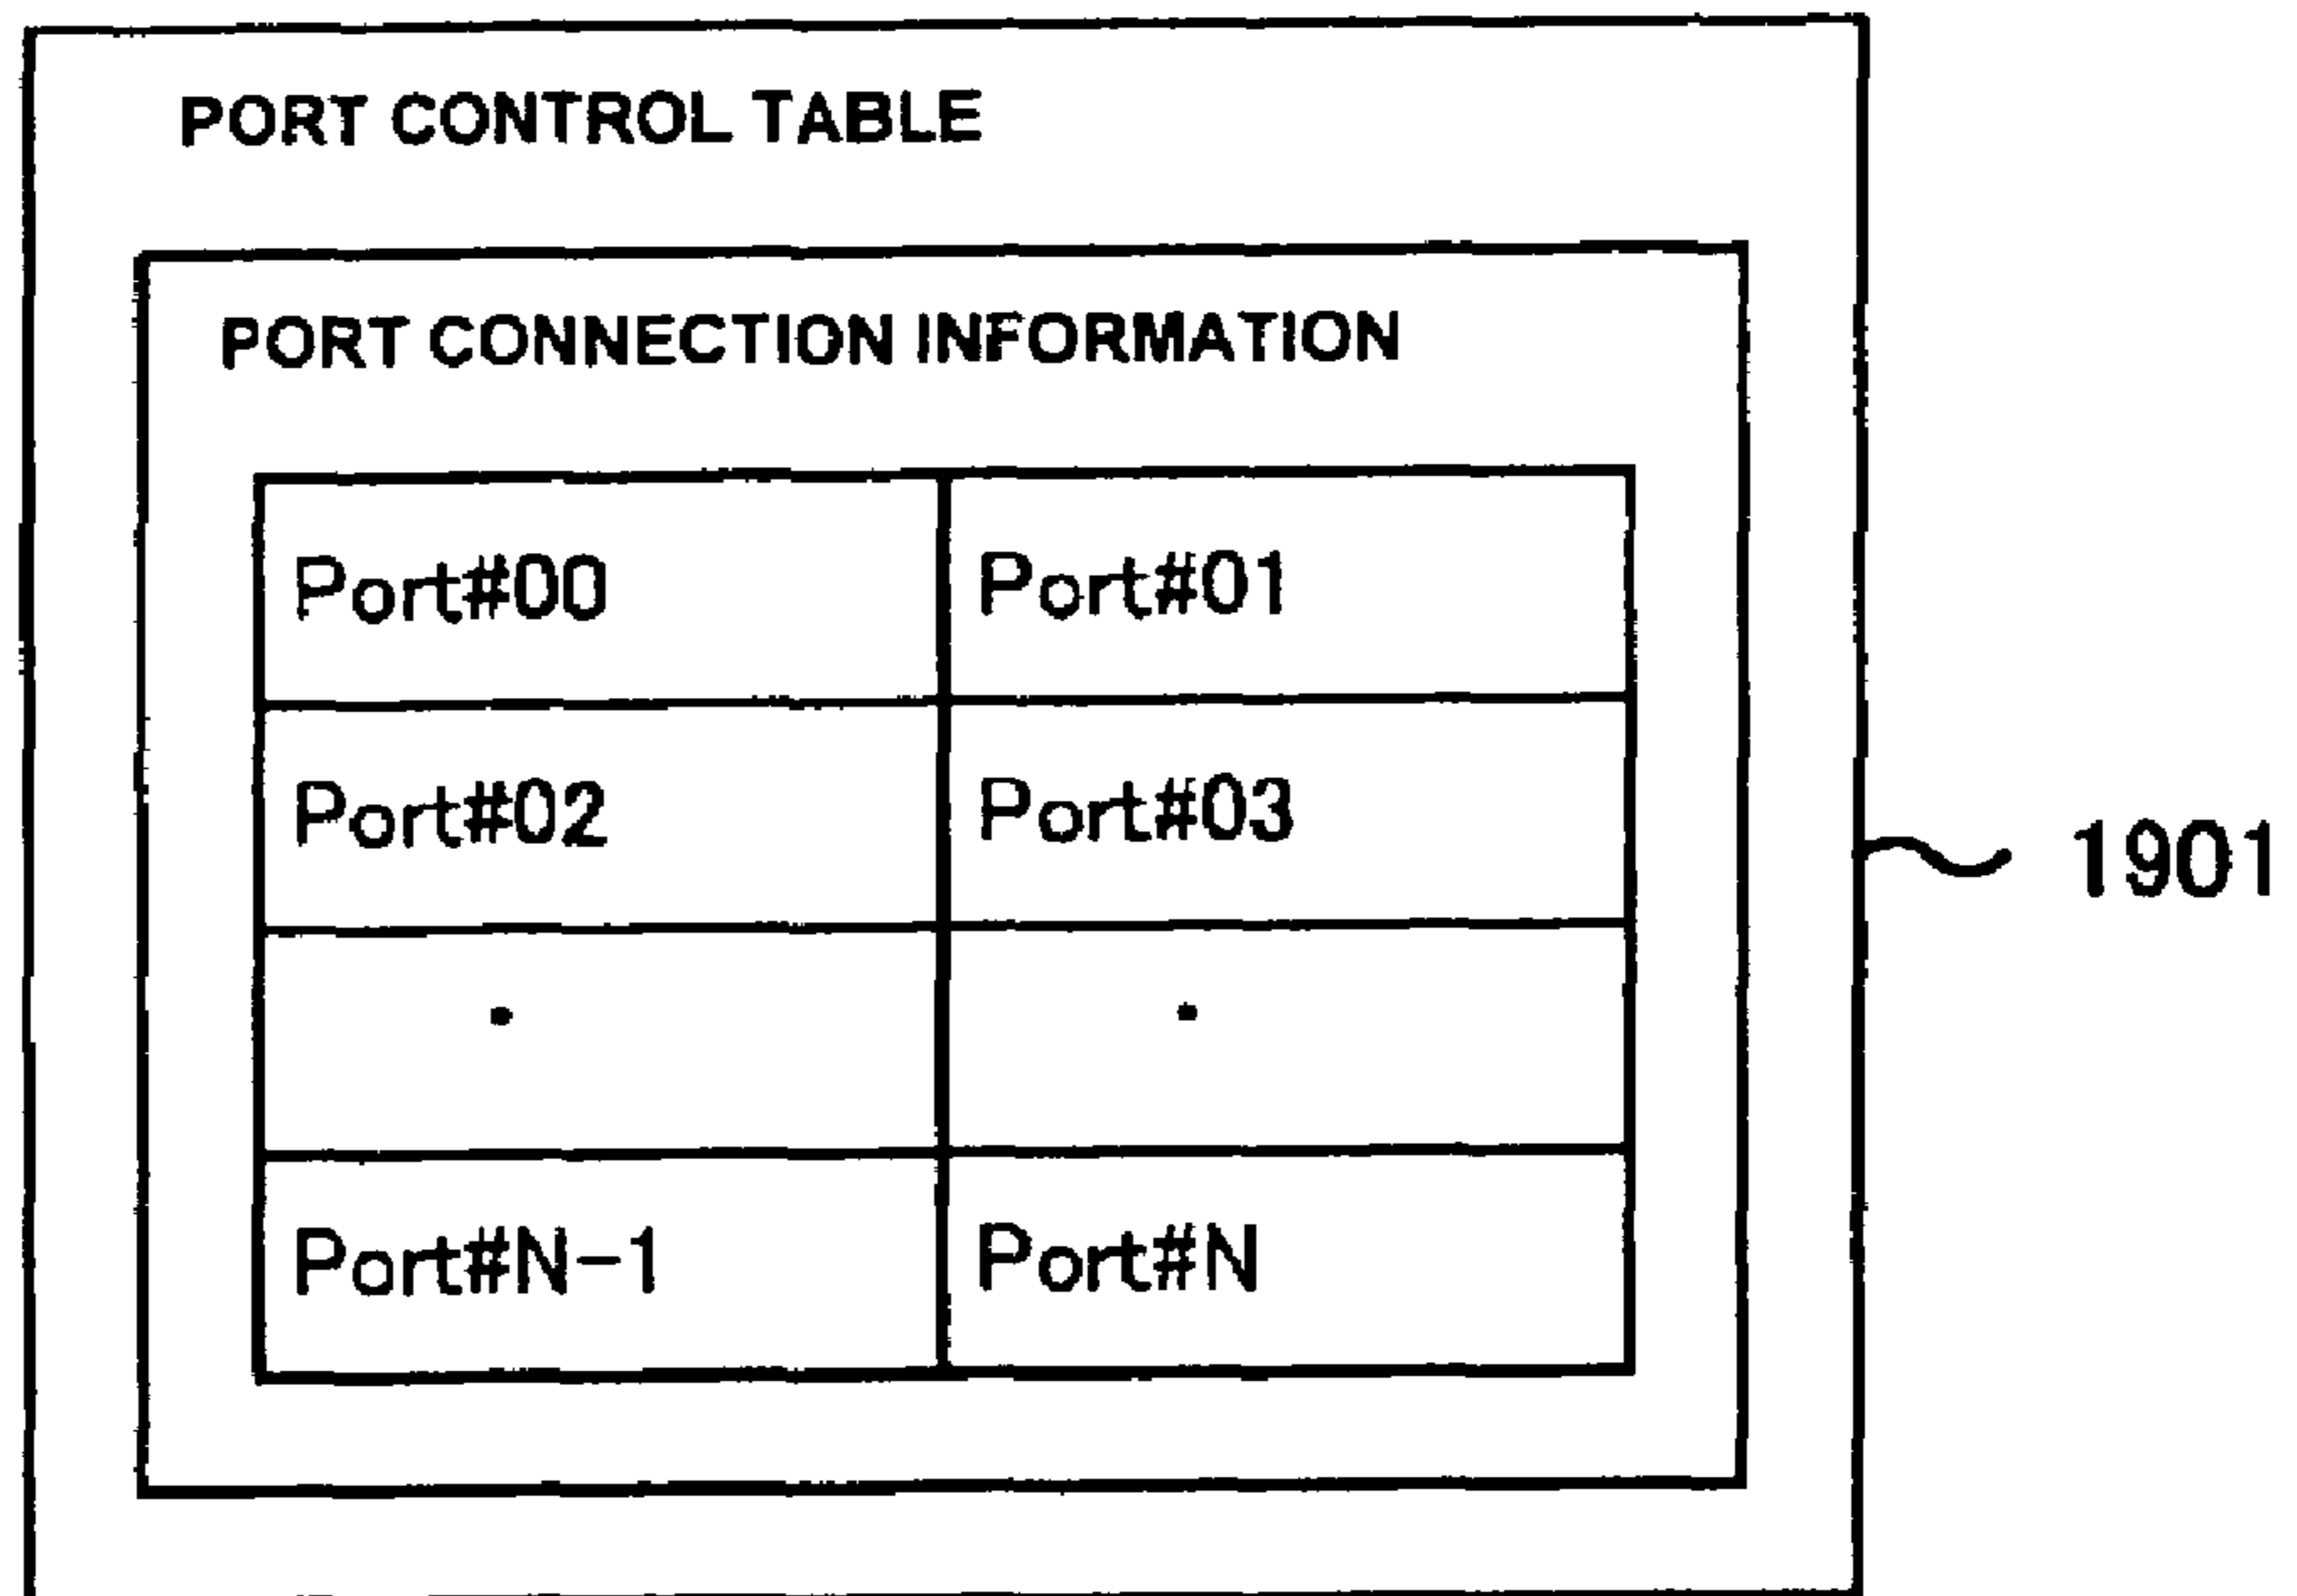 PORT CONTROL TABLE
PORT CONNECTION INFORMATION
Port#00 Port#01
Port#02 Port#03
1901
Port#N-1 Port#N